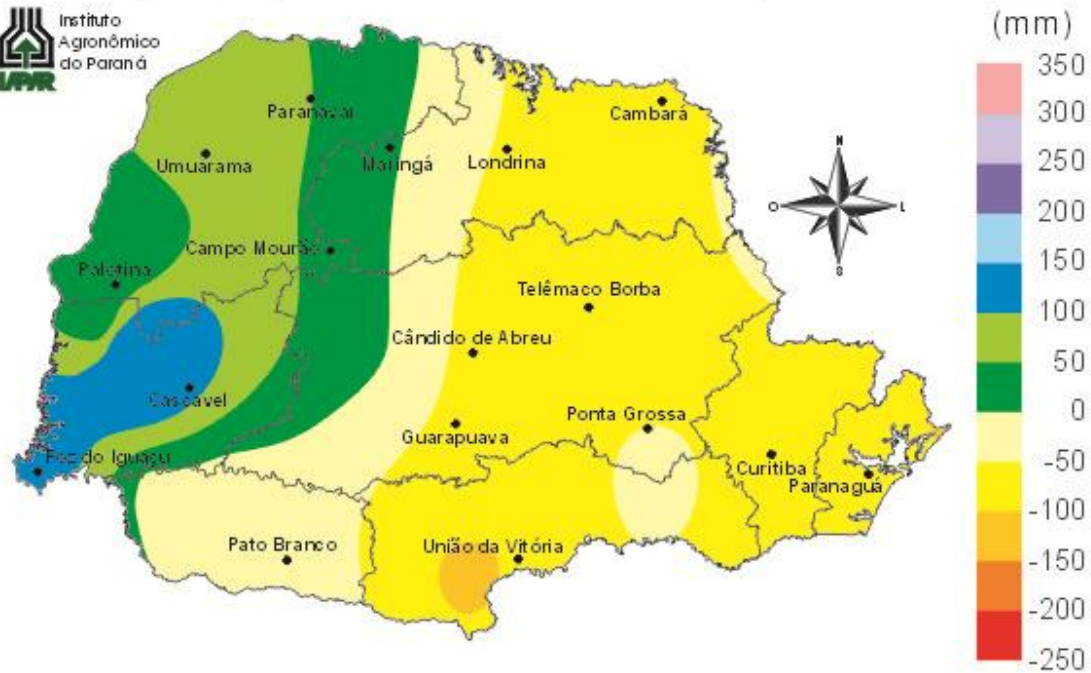 Instituto
Agronômico
do Paraná
IAPAR
(mm)
350
300
250
200
150
100
50
0
-50
-100
-150
-200
-250
N
O
L
S
Paranavaí
Cambará
Umuarama
Maringá
Londrina
Campo Mourão
Palotina
Telêmaco Borba
Cândido de Abreu
Cascavel
Ponta Grossa
Guarapuava
Foz do Iguaçu
Curitiba
Paranaguá
Pato Branco
União da Vitória